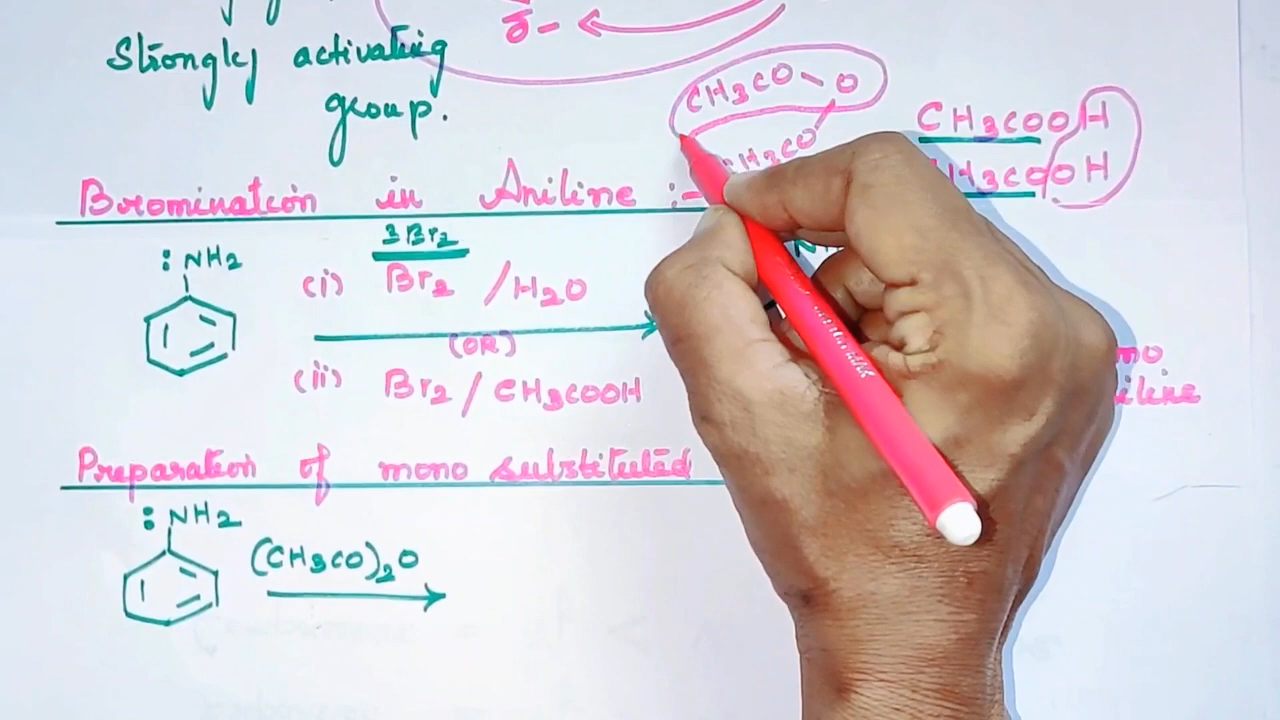 Strongly activating
group.
δ-
CH3CO
O
CH3CO
CH3COOH
CH3COOH
Bromination in Aniline :-
:NH2
3Br2
(i) Br2 /H2O
(OR)
(ii) Br2 / CH3COOH
Preparation of mono substituted
:NH2
(CH3CO)2O